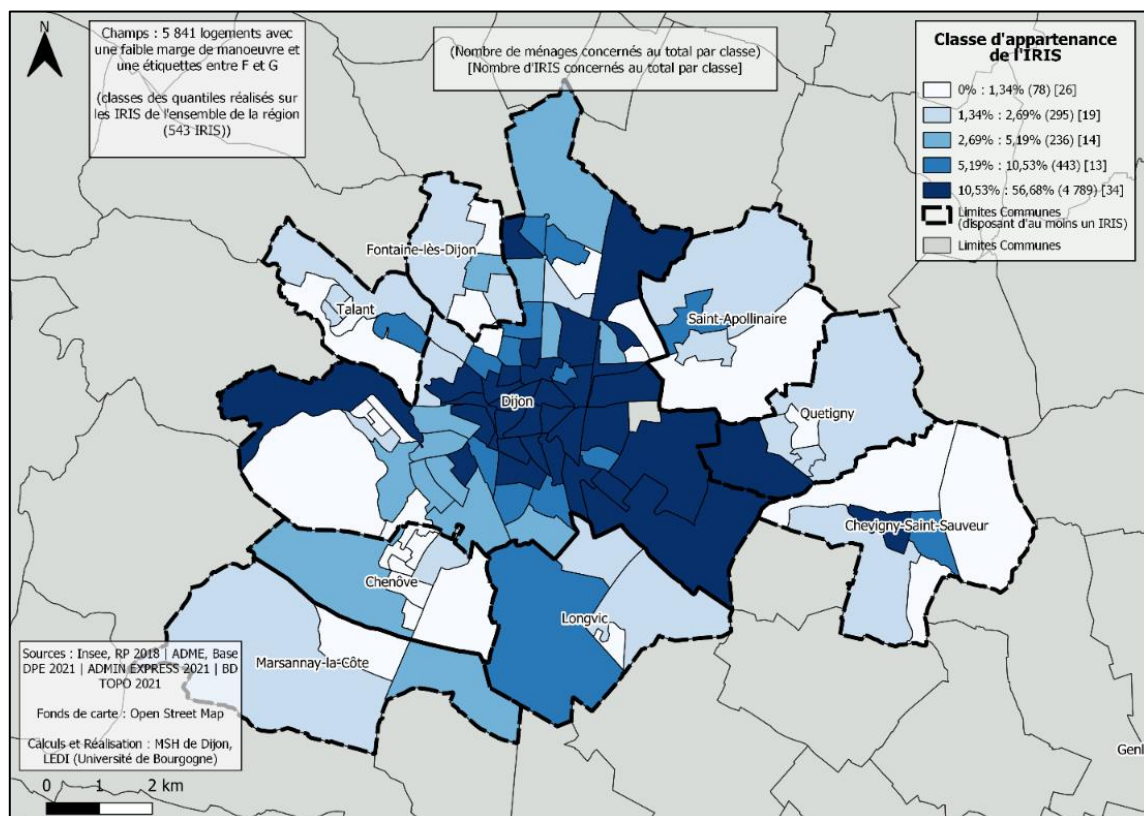 N
Champs : 5 841 logements avec
une faible marge de manoeuvre et
une étiquettes entre F et G
(classes des quantiles réalisés sur
les IRIS de l'ensemble de la région
(543 IRIS))
(Nombre de ménages concernés au total par classe)
[Nombre d'IRIS concernés au total par classe]
Classe d'appartenance
de l'IRIS
0% : 1,34% (78) [26]
1,34% : 2,69% (295) [19]
2,69% : 5,19% (236) [14]
5,19% : 10,53% (443) [13]
10,53% : 56,68% (4 789) [34]
Limites Communes
(disposant d'au moins un IRIS)
Limites Communes
Fontaine-lès-Dijon
Talant
Saint-Apollinaire
Dijon
Quetigny
Chevigny-Saint-Sauveur
Chenôve
Longvic
Marsannay-la-Côte
Genl
Sources : Insee, RP 2018 | ADME, Base
DPE 2021 | ADMIN EXPRESS 2021 | BD
TOPO 2021
Fonds de carte : Open Street Map
Calculs et Réalisation : MSH de Dijon,
LEDI (Université de Bourgogne)
0 1 2 km